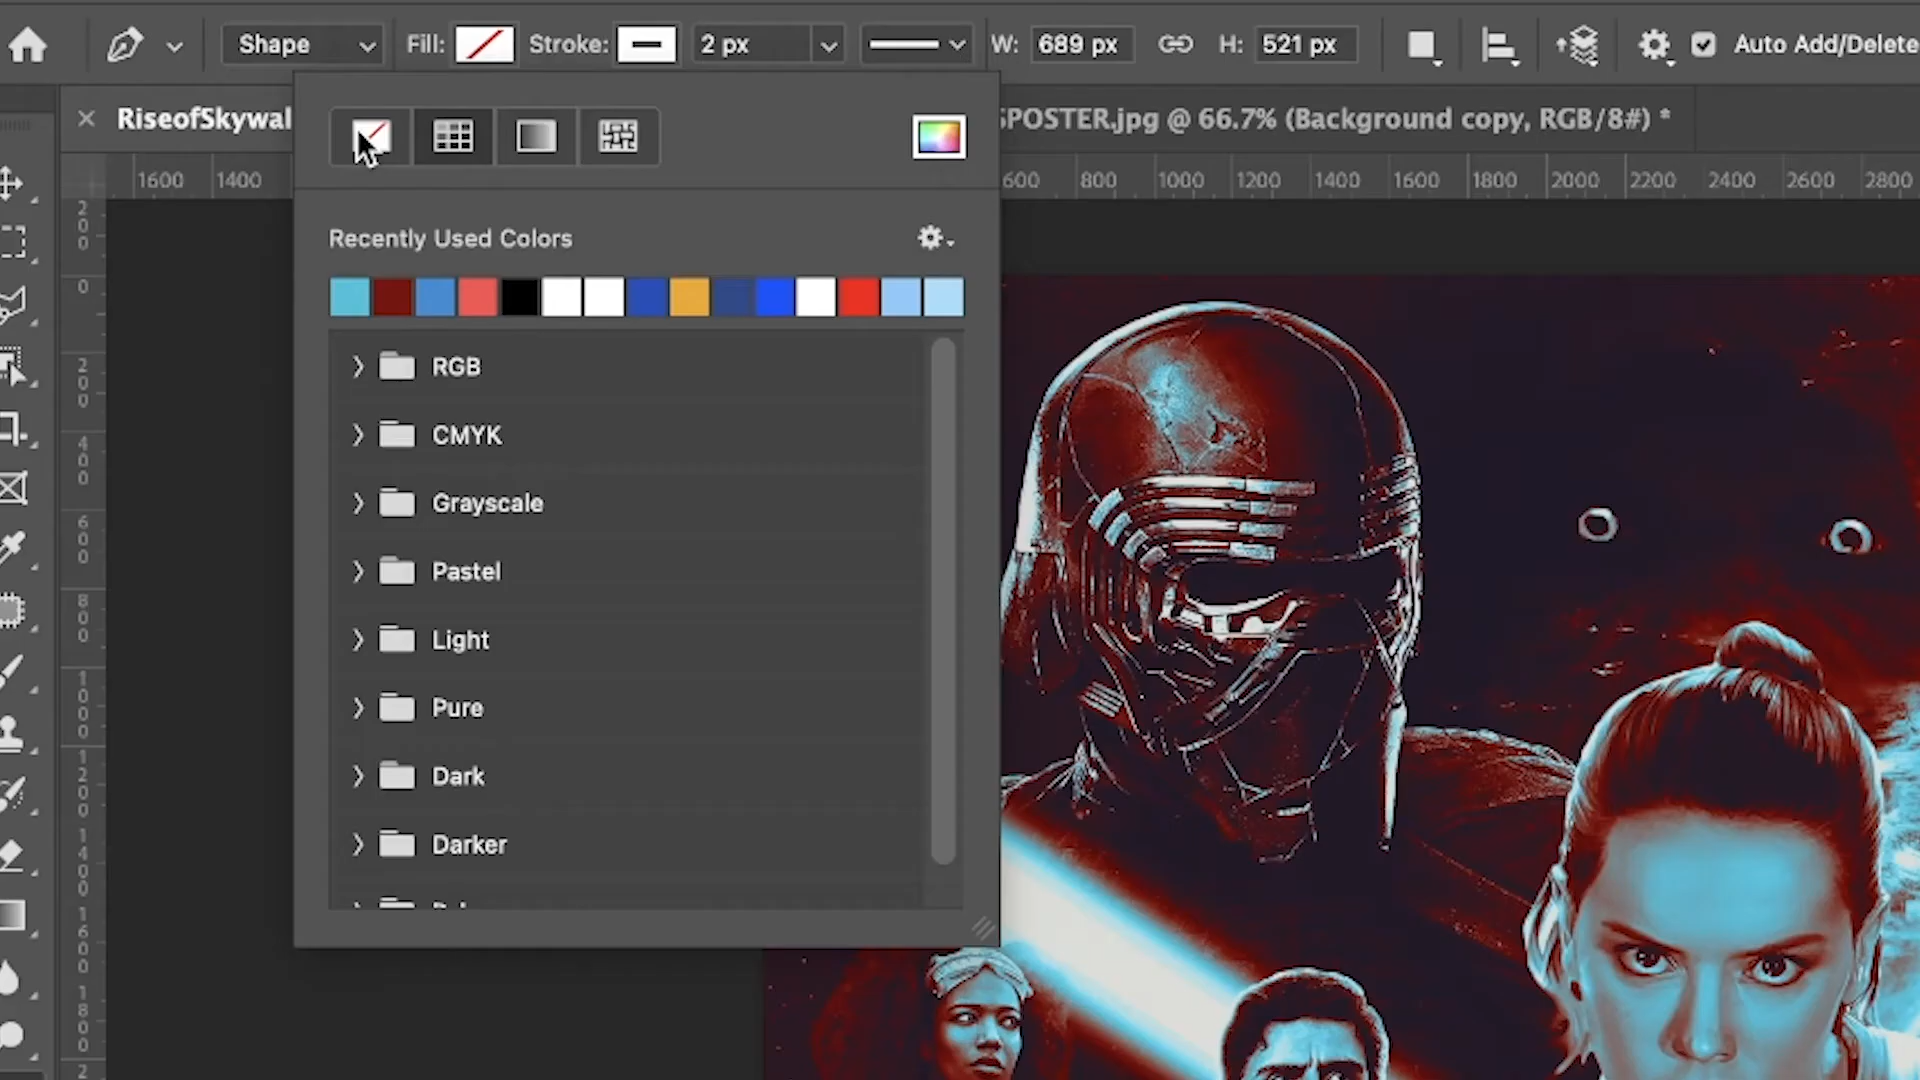 Shape Fill: Stroke: 2 px W: 689 px H: 521 px Auto Add/Delete
RiseofSkywal
POSTER.jpg @ 66.7% (Background copy, RGB/8#) *
1600 1400 600 800 1000 1200 1400 1600 1800 2000 2200 2400 2600 2800
200
0
200
400
600
800
1000
1200
1400
1600
1800
2
Recently Used Colors
RGB
CMYK
Grayscale
Pastel
Light
Pure
Dark
Darker